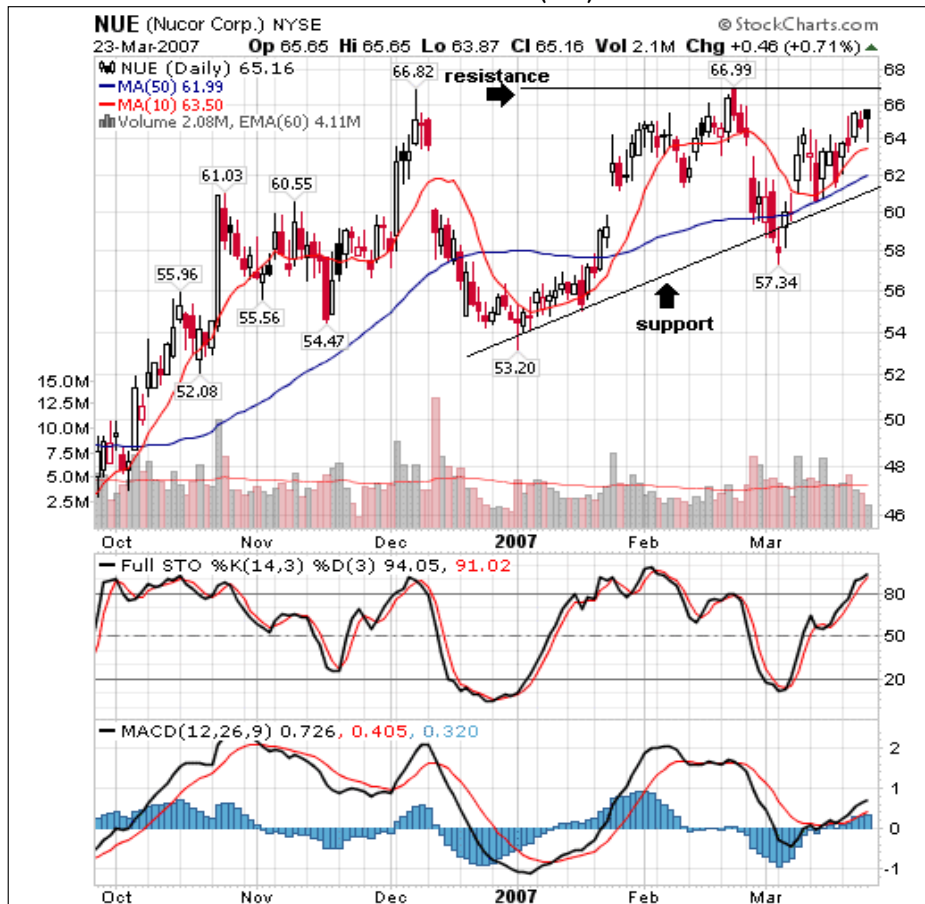 NUE (Nucor Corp.) NYSE © StockCharts.com
23-Mar-2007 Op 65.65 Hi 65.65 Lo 63.87 Cl 65.16 Vol 2.1M Chg +0.46 (+0.71%)
NUE (Daily) 65.16
MA(50) 61.99
MA(10) 63.50
Volume 2.08M, EMA(60) 4.11M
66.82
resistance
66.99
61.03
60.55
55.96
55.56
54.47
52.08
53.20
57.34
support
68
66
64
62
60
58
56
54
52
50
48
46
15.0M
12.5M
10.0M
7.5M
5.0M
2.5M
Oct Nov Dec 2007 Feb Mar
Full STO %K(14,3) %D(3) 94.05, 91.02
80
50
20
MACD(12,26,9) 0.726, 0.405, 0.320
2
1
0
-1
Oct Nov Dec 2007 Feb Mar